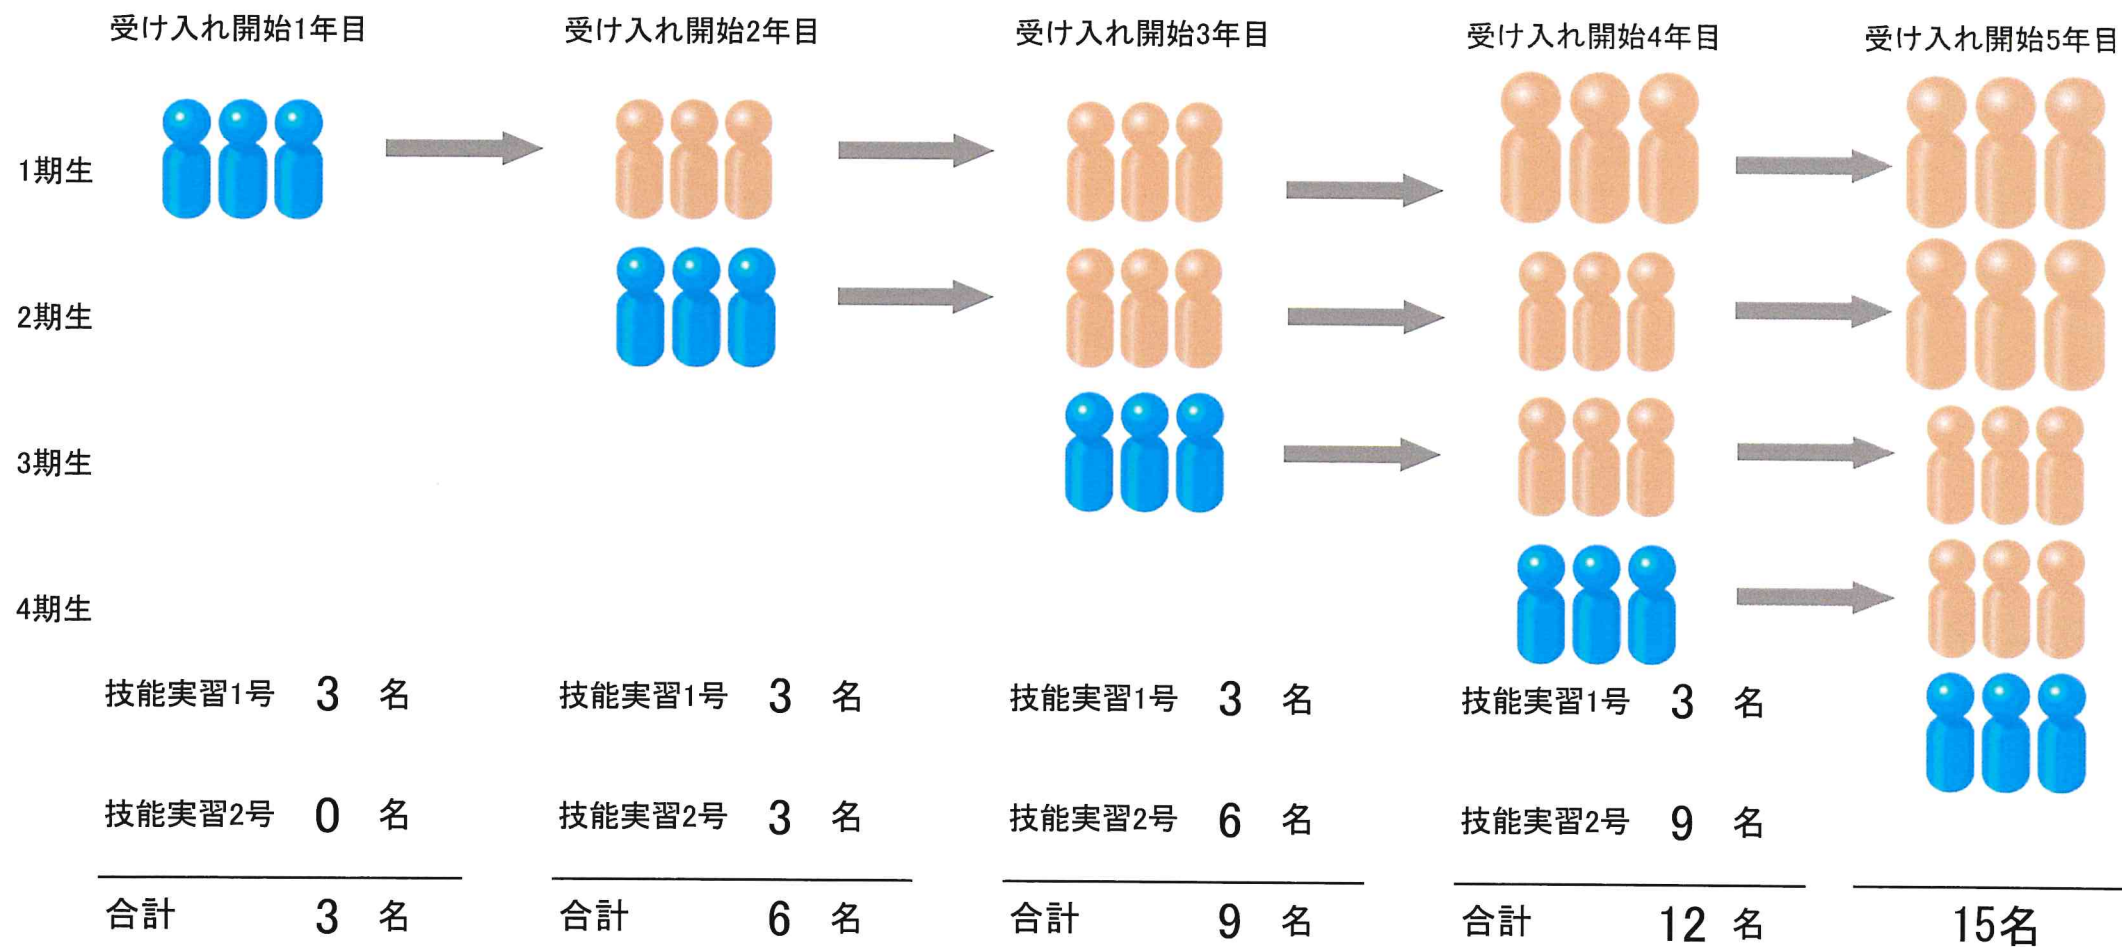 受け入れ開始1年目 受け入れ開始2年目 受け入れ開始3年目 受け入れ開始4年目 受け入れ開始5年目
1期生
2期生
3期生
4期生
技能実習1号 3 名 技能実習1号 3 名 技能実習1号 3 名 技能実習1号 3 名
技能実習2号 0 名 技能実習2号 3 名 技能実習2号 6 名 技能実習2号 9 名
合計 3 名 合計 6 名 合計 9 名 合計 12 名 15名